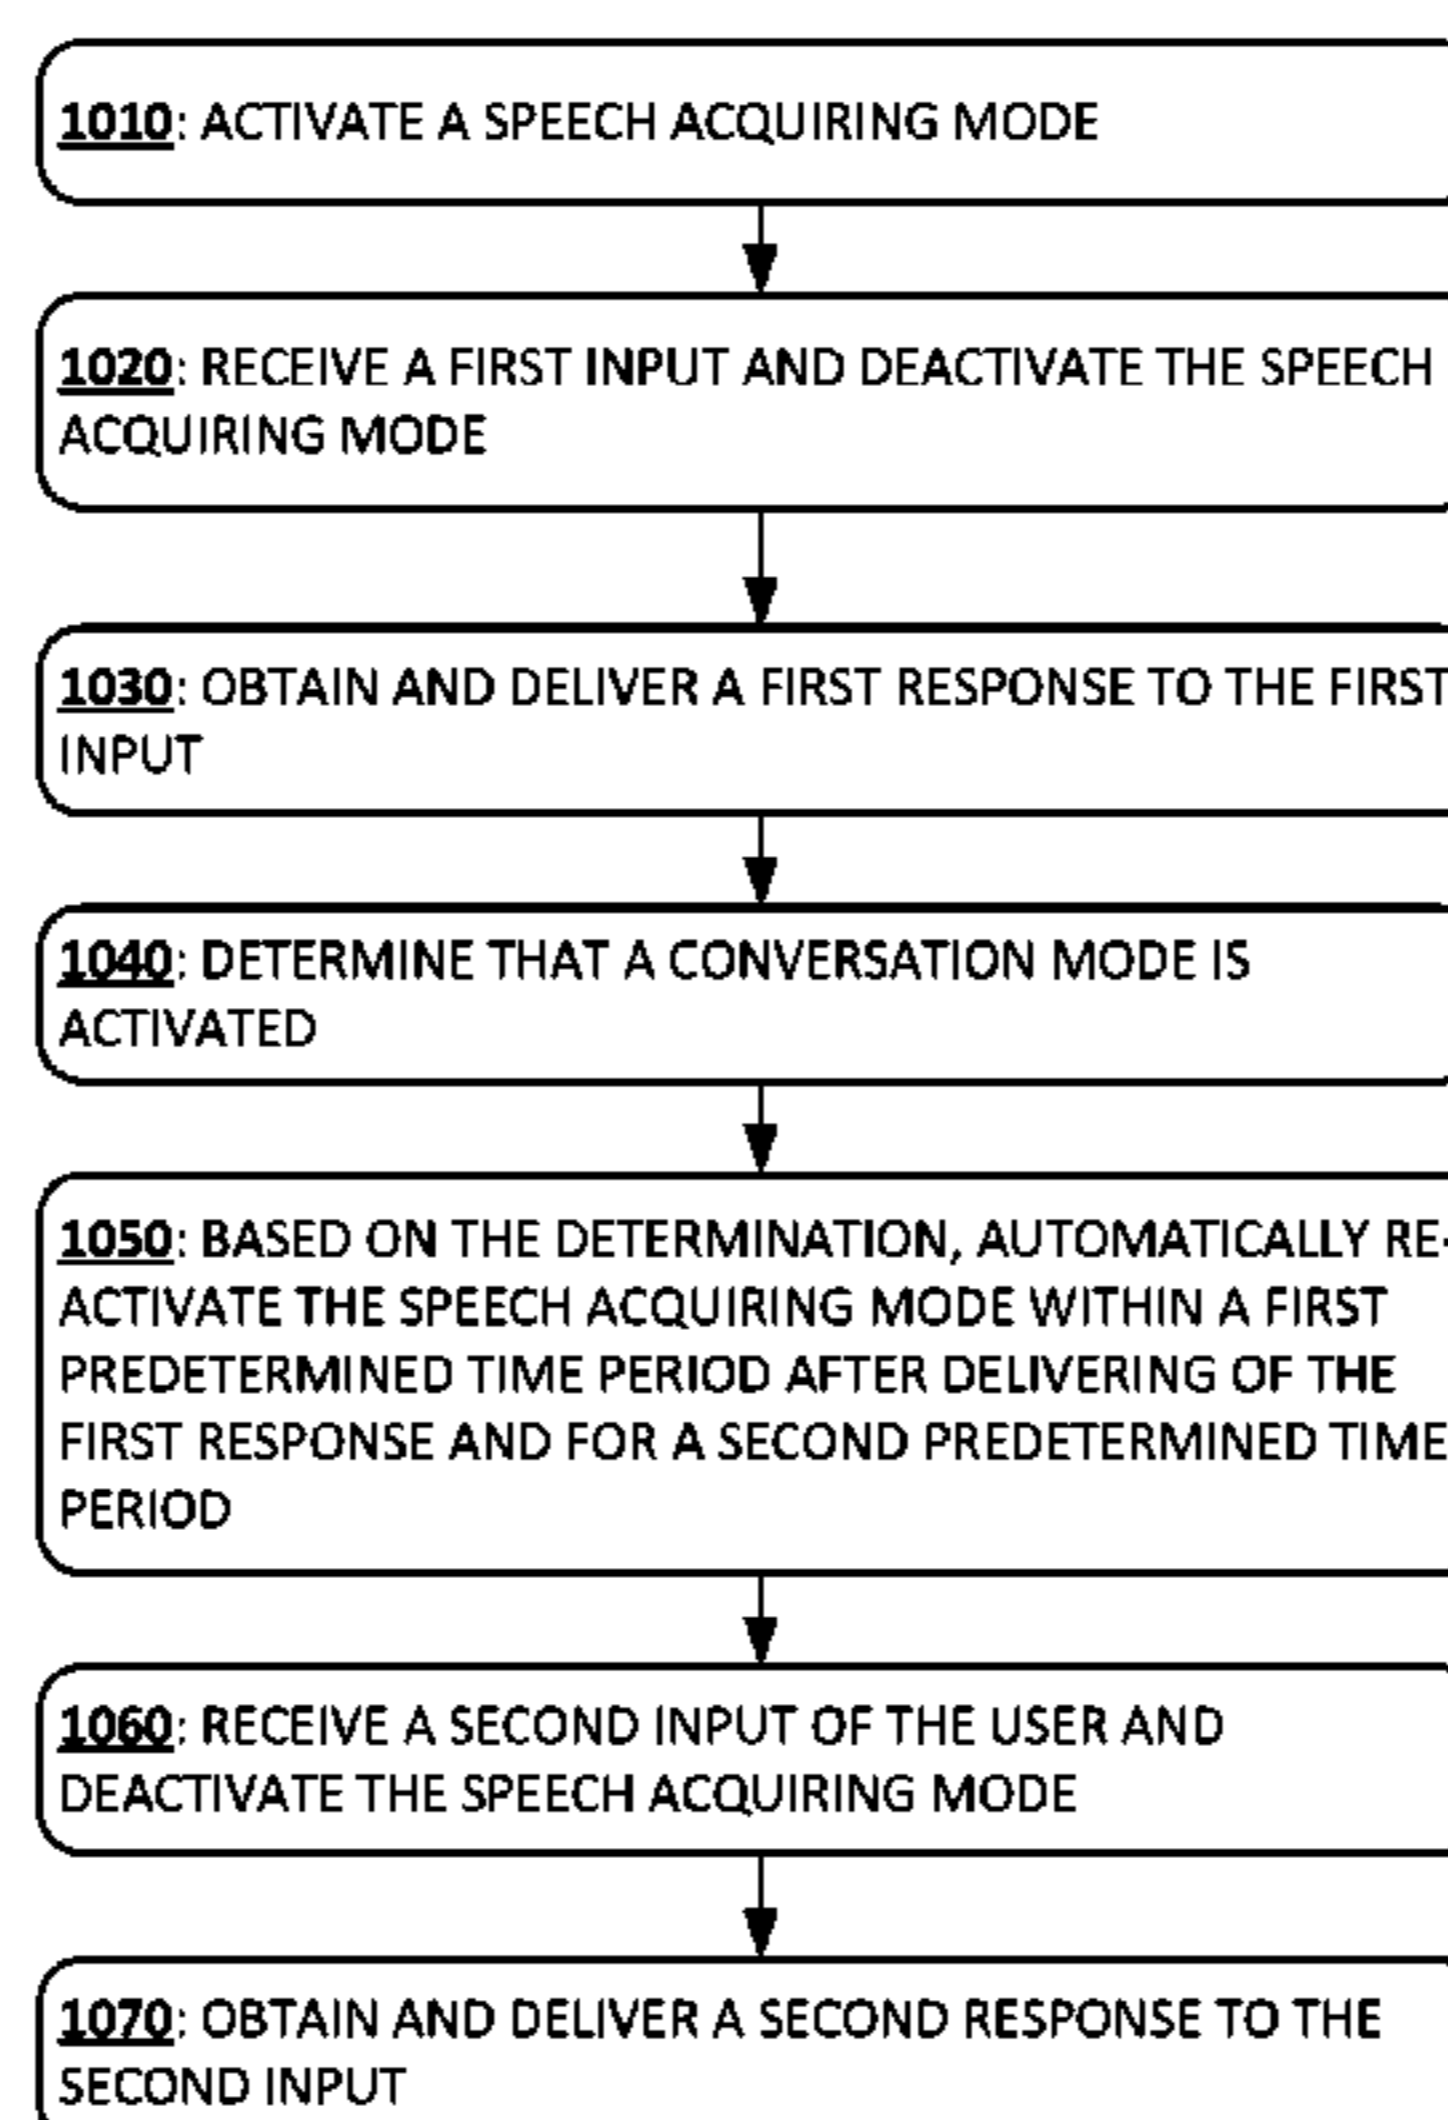 1010: ACTIVATE A SPEECH ACQUIRING MODE
1020: RECEIVE A FIRST INPUT AND DEACTIVATE THE SPEECH
ACQUIRING MODE
1030: OBTAIN AND DELIVER A FIRST RESPONSE TO THE FIRST
INPUT
1040: DETERMINE THAT A CONVERSATION MODE IS
ACTIVATED
1050: BASED ON THE DETERMINATION, AUTOMATICALLY RE-
ACTIVATE THE SPEECH ACQUIRING MODE WITHIN A FIRST
PREDETERMINED TIME PERIOD AFTER DELIVERING OF THE
FIRST RESPONSE AND FOR A SECOND PREDETERMINED TIME
PERIOD
1060: RECEIVE A SECOND INPUT OF THE USER AND
DEACTIVATE THE SPEECH ACQUIRING MODE
1070: OBTAIN AND DELIVER A SECOND RESPONSE TO THE
SECOND INPUT